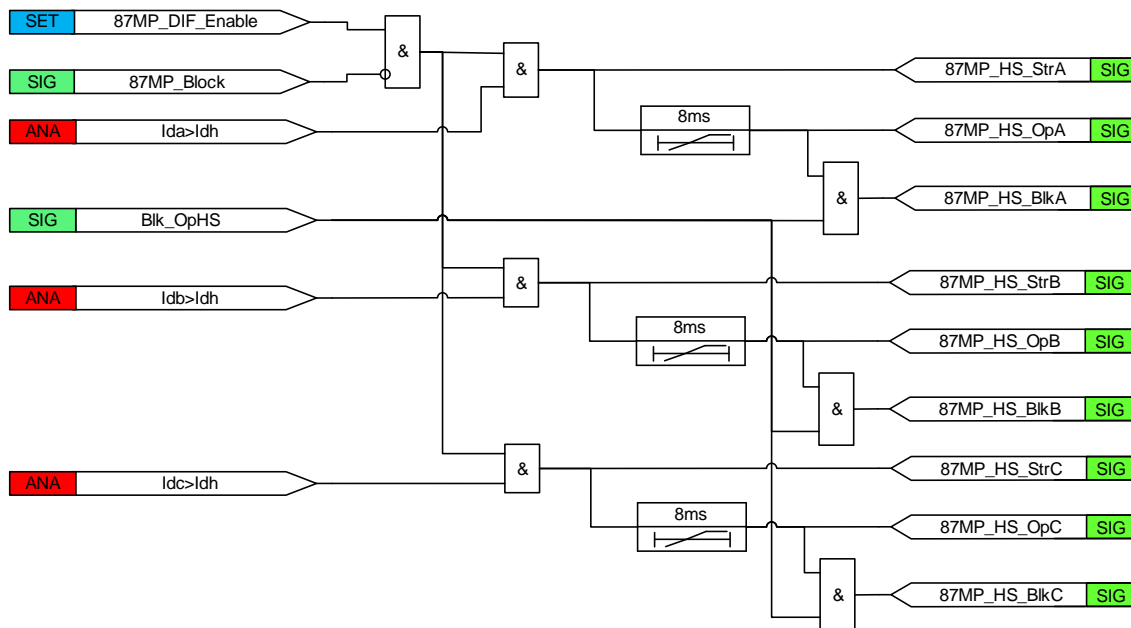 SET 87MP_DIF_Enable
&
SIG 87MP_Block
&
87MP_HS_StrA SIG
ANA Ida>Idh
8ms
87MP_HS_OpA SIG
&
87MP_HS_BlkA SIG
SIG Blk_OpHS
&
87MP_HS_StrB SIG
ANA Idb>Idh
8ms
87MP_HS_OpB SIG
&
87MP_HS_BlkB SIG
&
87MP_HS_StrC SIG
ANA Idc>Idh
8ms
87MP_HS_OpC SIG
&
87MP_HS_BlkC SIG